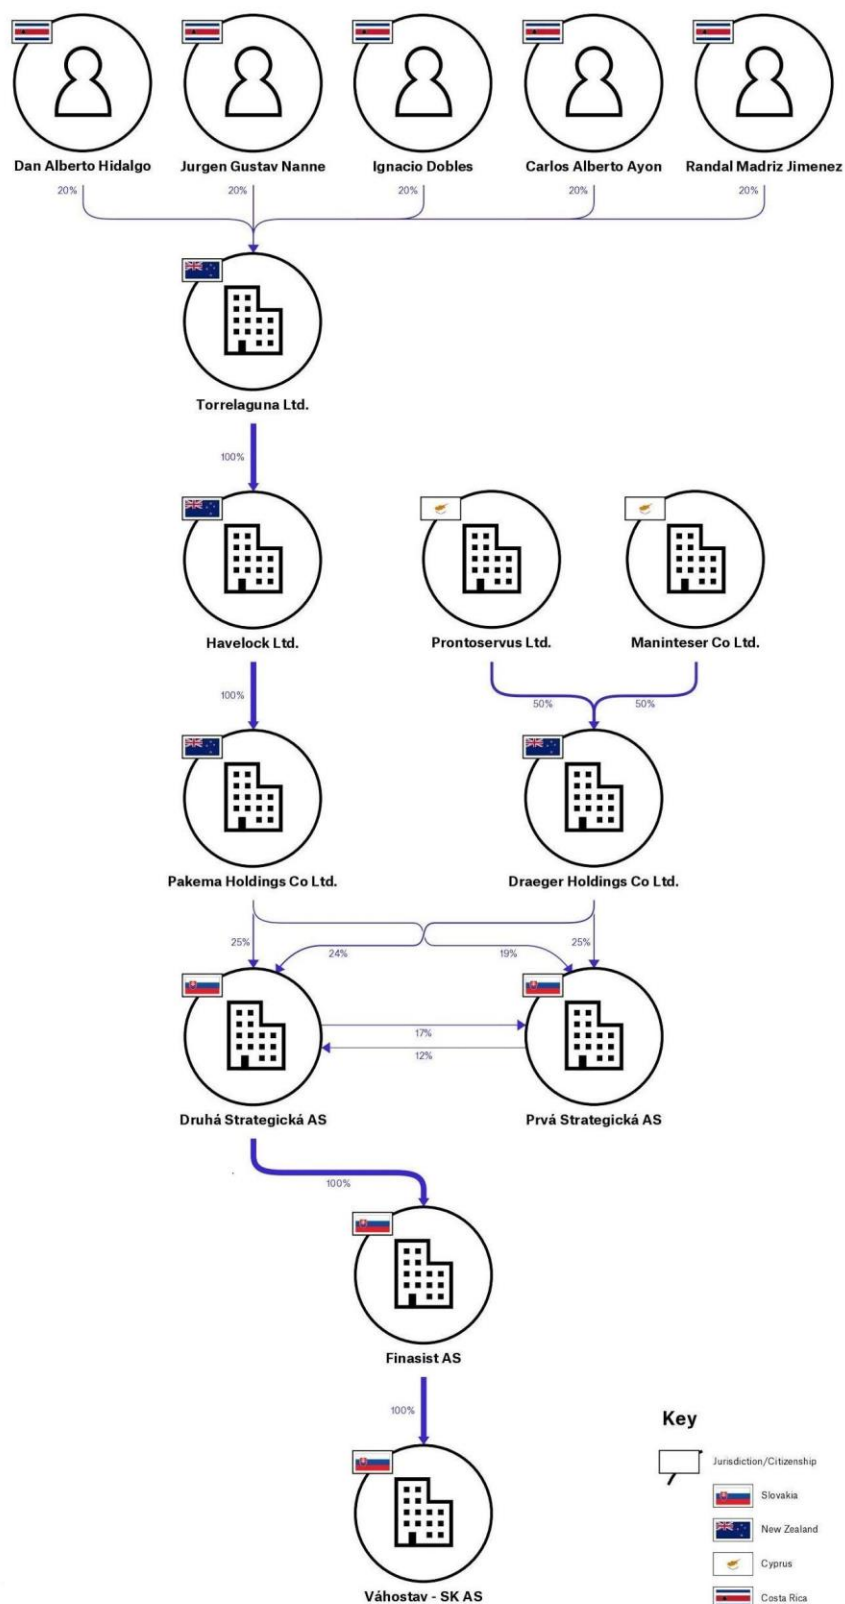 Dan Alberto Hidalgo
Jurgen Gustav Nanne
Ignacio Dobles
Carlos Alberto Ayon
Randal Madriz Jimenez
20%
20%
20%
20%
20%
Torrelaguna Ltd.
100%
Havelock Ltd.
Prontoservus Ltd.
Maninteser Co Ltd.
100%
50%
50%
Pakema Holdings Co Ltd.
Draeger Holdings Co Ltd.
25%
24%
19%
25%
17%
12%
Druhá Strategická AS
Prvá Strategická AS
100%
Finasist AS
100%
Váhostav - SK AS
Key
Jurisdiction/Citizenship
Slovakia
New Zealand
Cyprus
Costa Rica